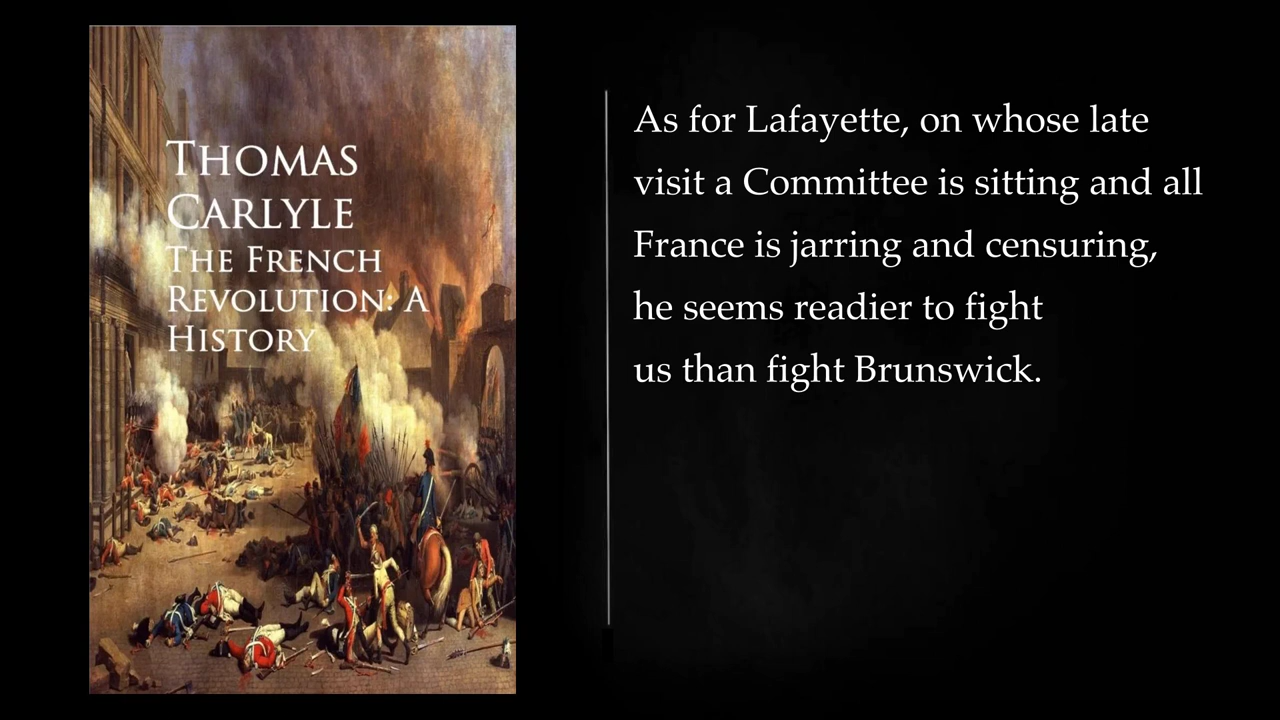 THOMAS
CARLYLE
THE FRENCH
REVOLUTION: A
HISTORY
As for Lafayette, on whose late
visit a Committee is sitting and all
France is jarring and censuring,
he seems readier to fight
us than fight Brunswick.